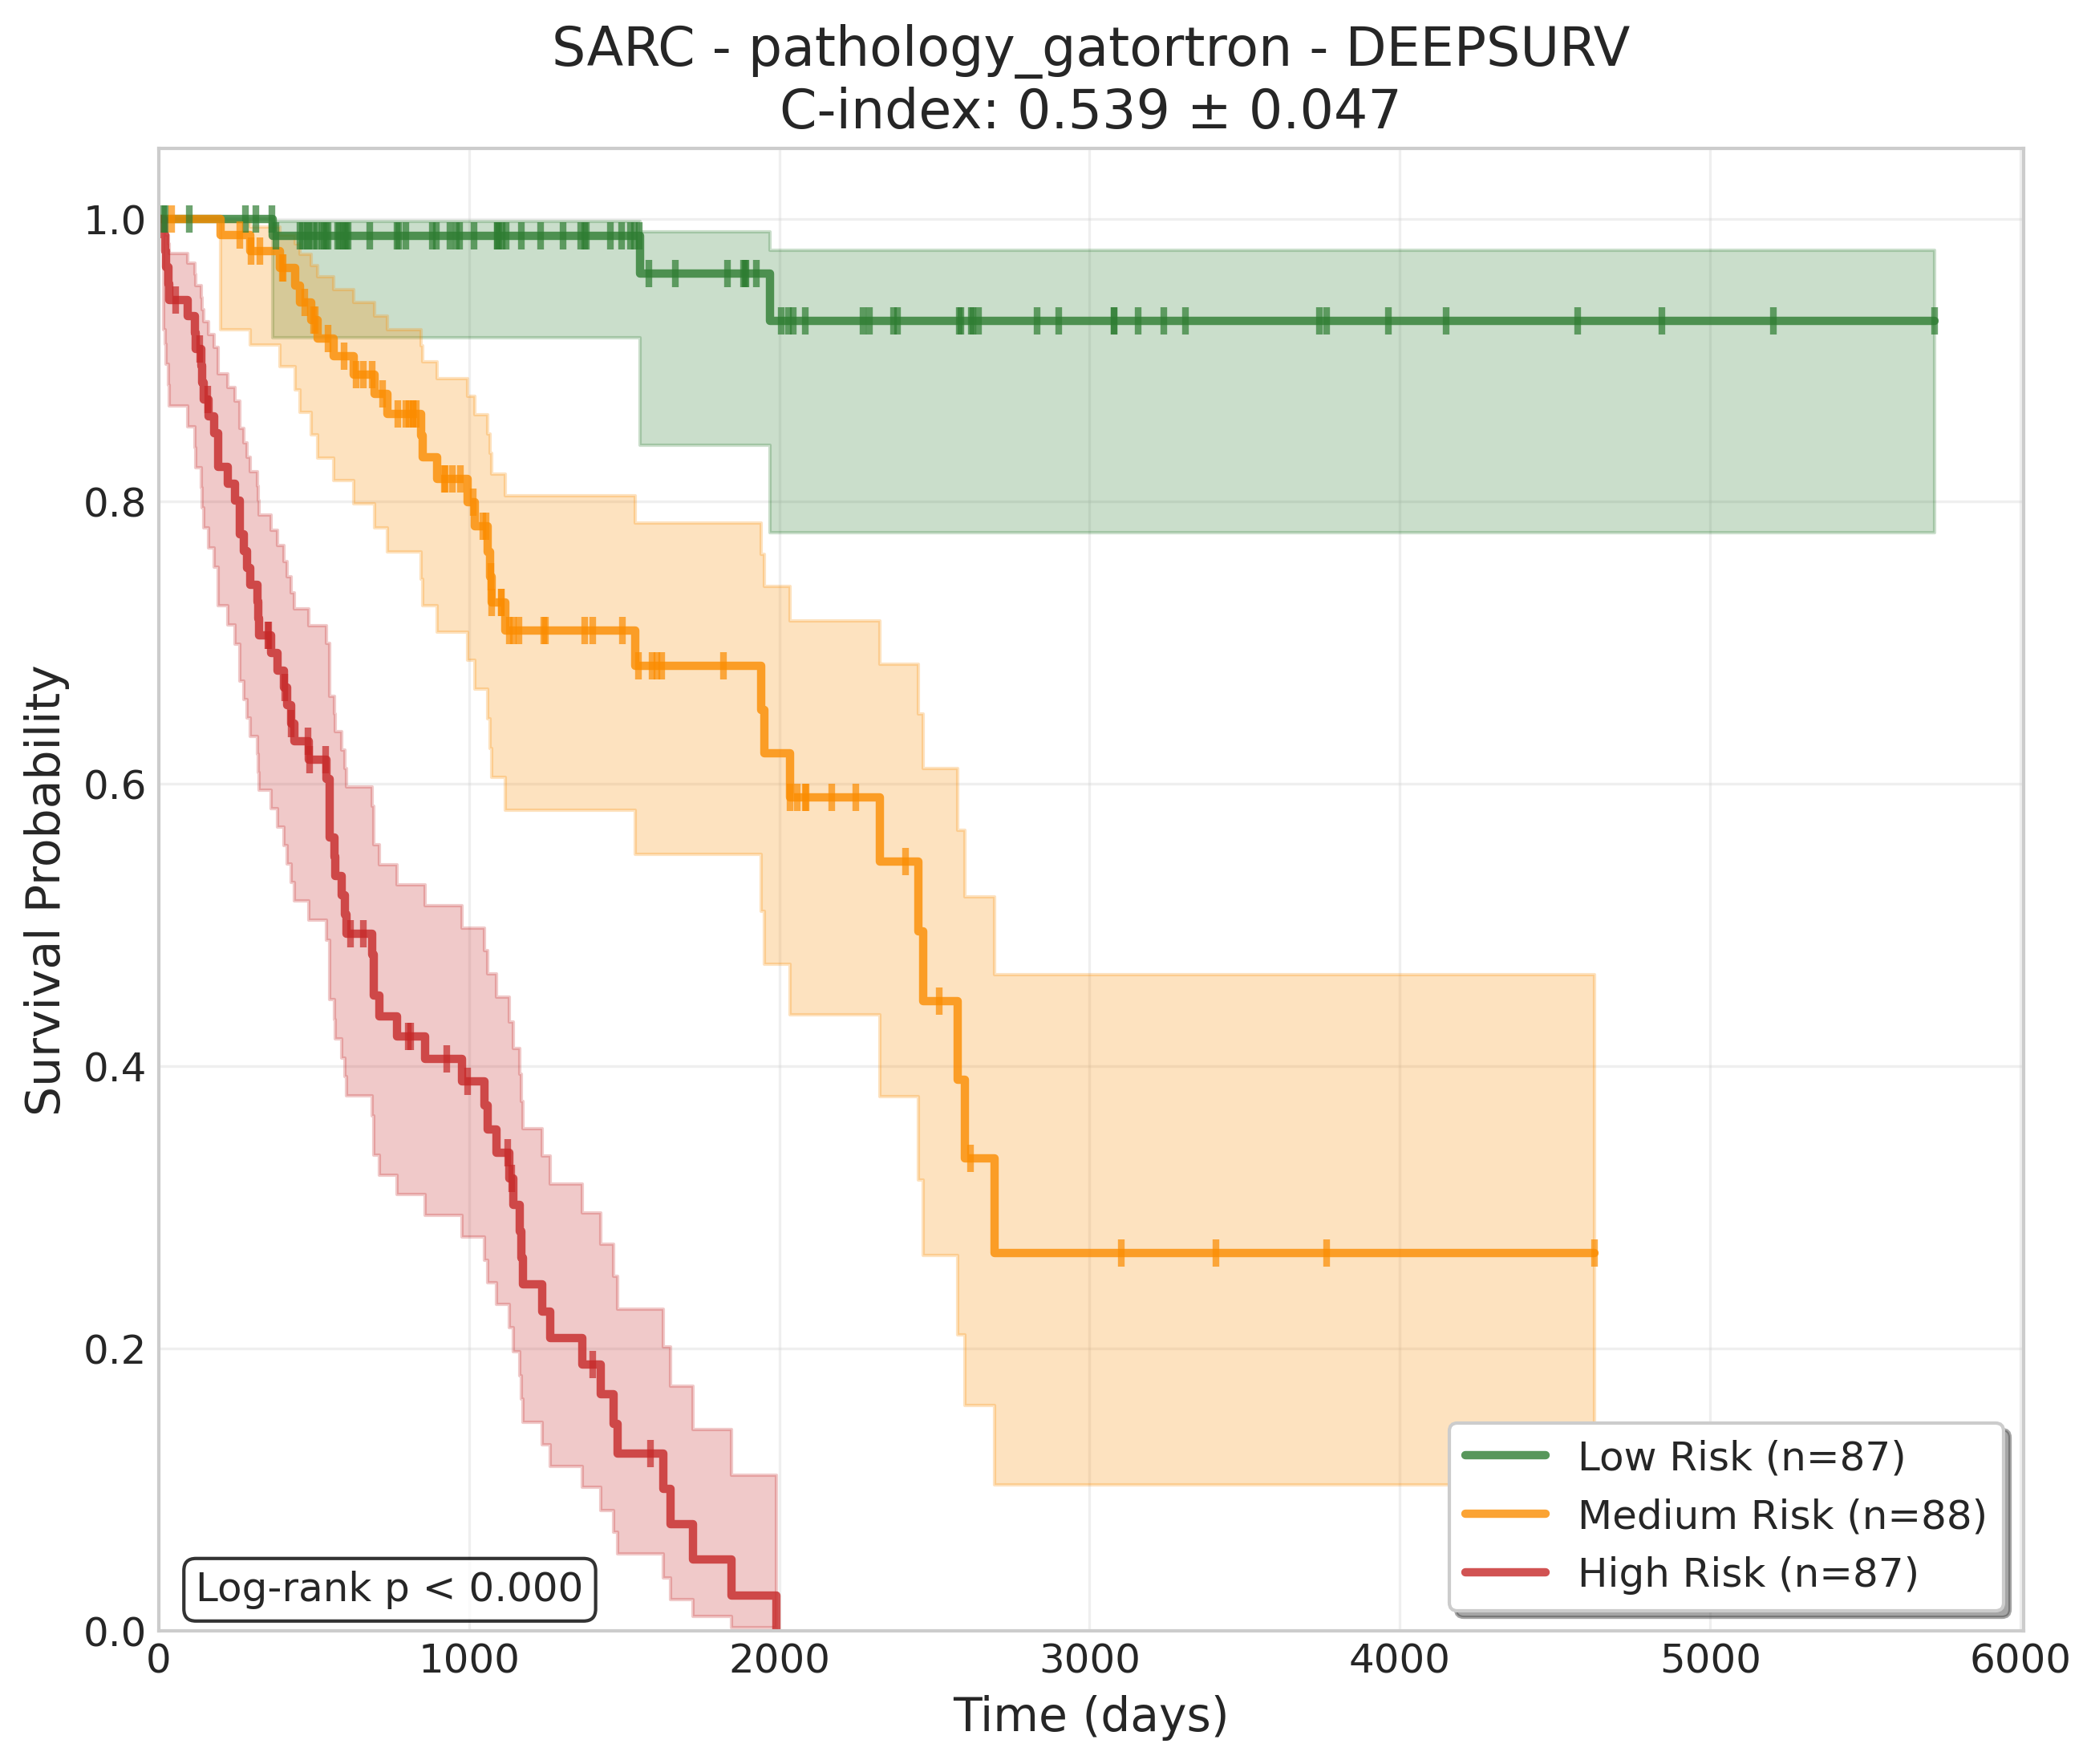 SARC - pathology_gatortron - DEEPSURV
C-index: 0.539 ± 0.047
Survival Probability
1.0
0.8
0.6
0.4
0.2
0.0
0 1000 2000 3000 4000 5000 6000
Time (days)
Log-rank p < 0.000
Low Risk (n=87)
Medium Risk (n=88)
High Risk (n=87)